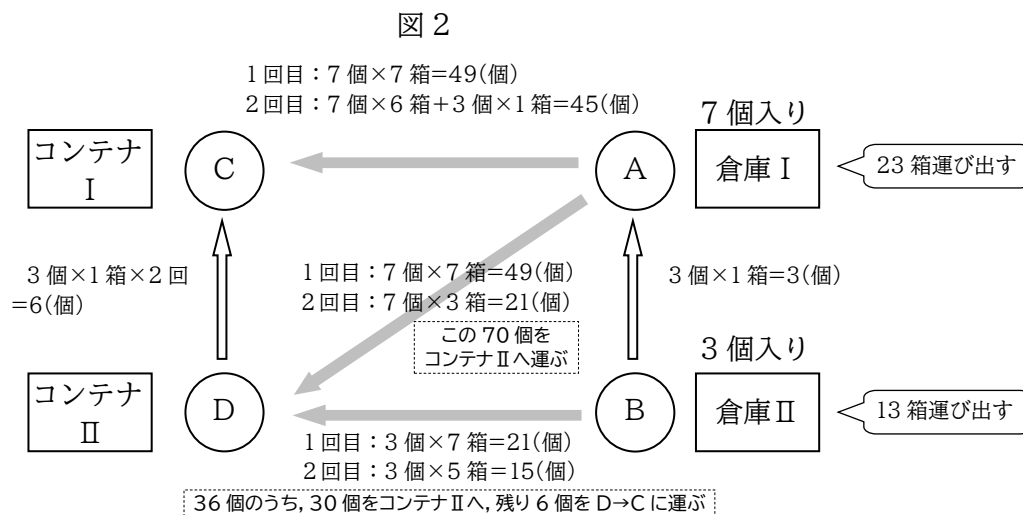 図2
1回目：7個×7箱=49(個)
2回目：7個×6箱+3個×1箱=45(個)
7個入り
コンテナ
Ⅰ
C
A
倉庫Ⅰ
23箱運び出す
3個×1箱×2回
=6(個)
1回目：7個×7箱=49(個)
2回目：7個×3箱=21(個)
3個×1箱=3(個)
この70個を
コンテナⅡへ運ぶ
3個入り
コンテナ
Ⅱ
D
B
倉庫Ⅱ
13箱運び出す
1回目：3個×7箱=21(個)
2回目：3個×5箱=15(個)
36個のうち,30個をコンテナⅡへ,残り6個をD→Cに運ぶ